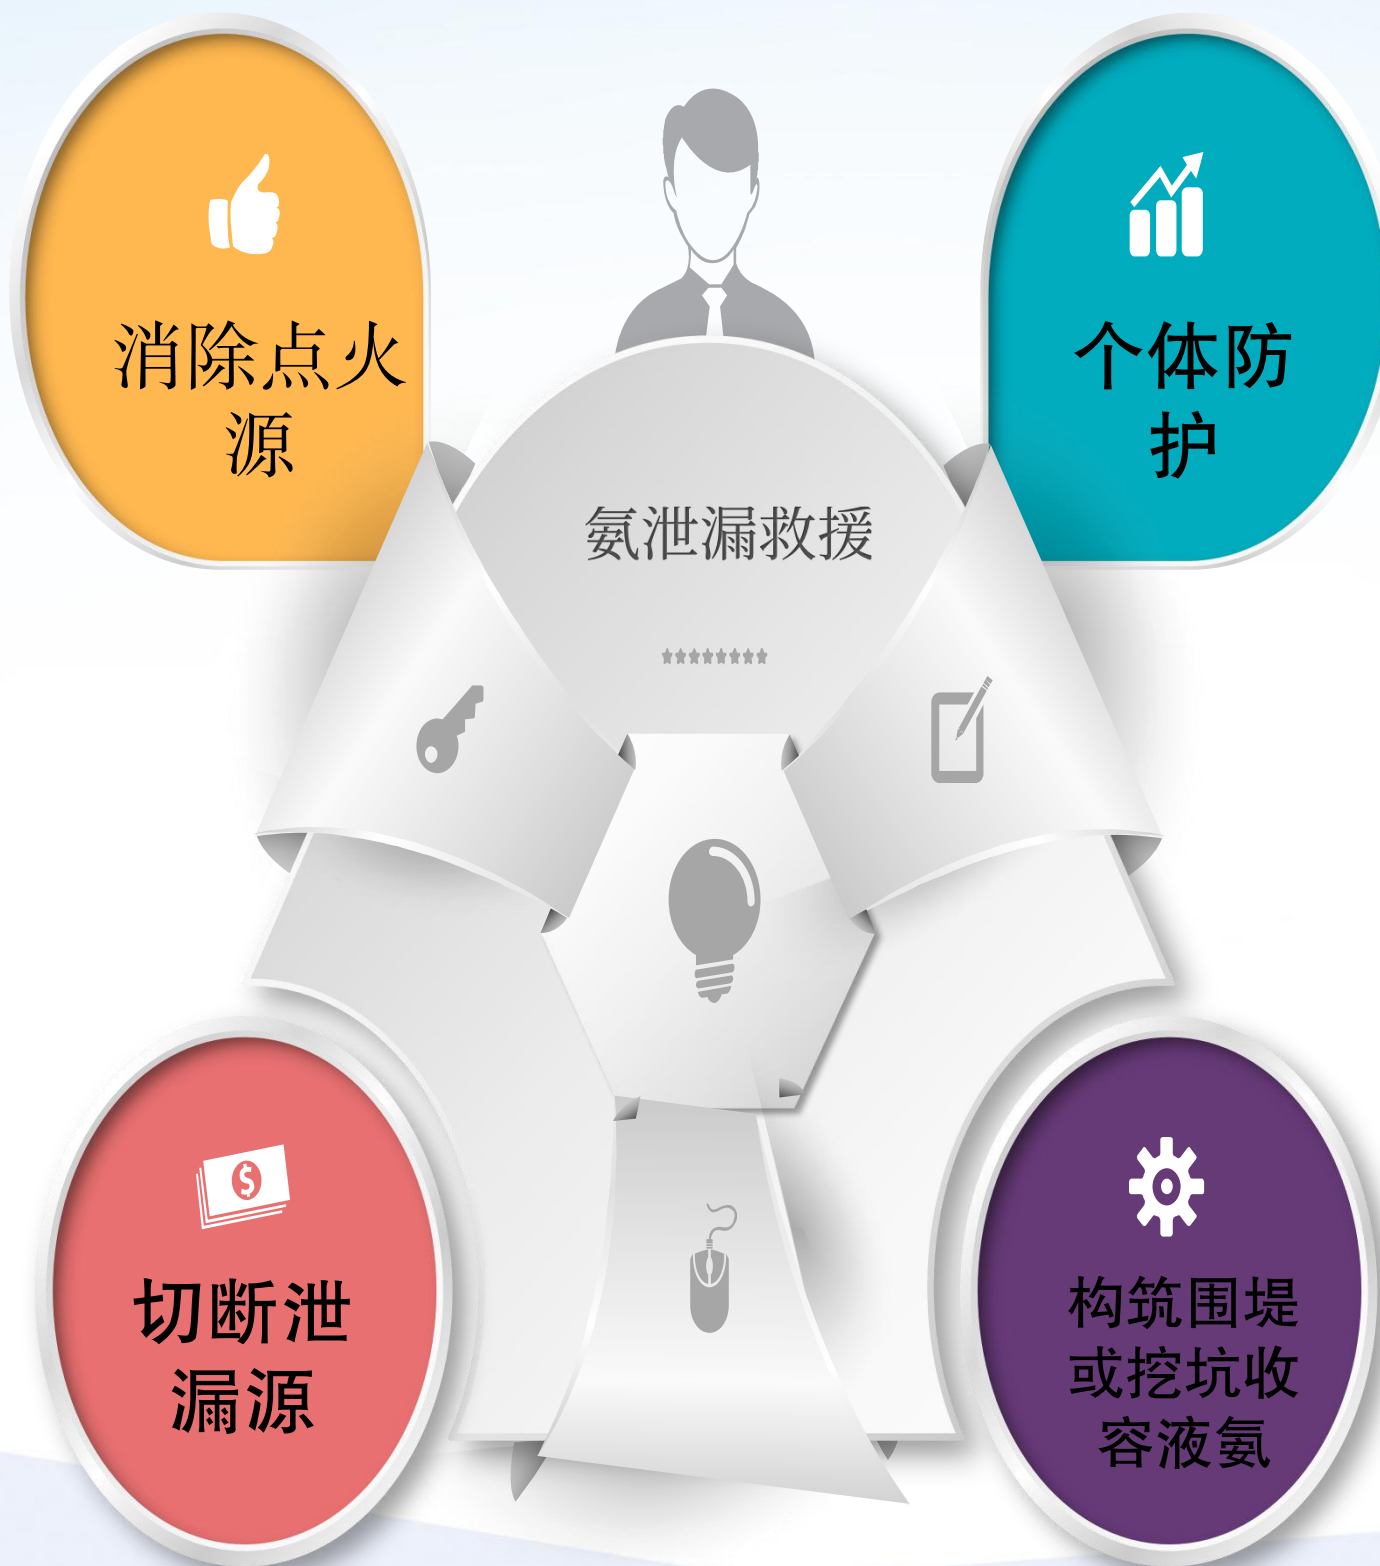 消除点火
源
个体防
护
氨泄漏救援
********
切断泄
漏源
构筑围堤
或挖坑收
容液氨